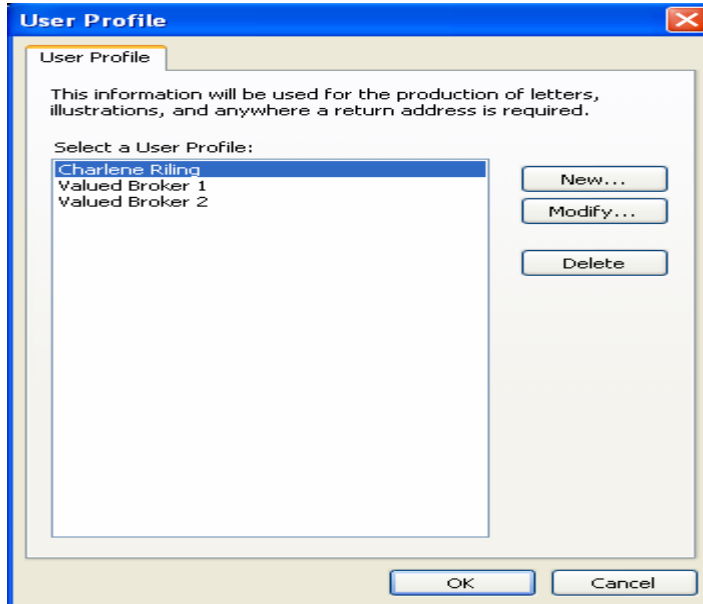 User Profile
User Profile
This information will be used for the production of letters,
illustrations, and anywhere a return address is required.
Select a User Profile:
Charlene Riling
Valued Broker 1
Valued Broker 2
New...
Modify...
Delete
OK
Cancel